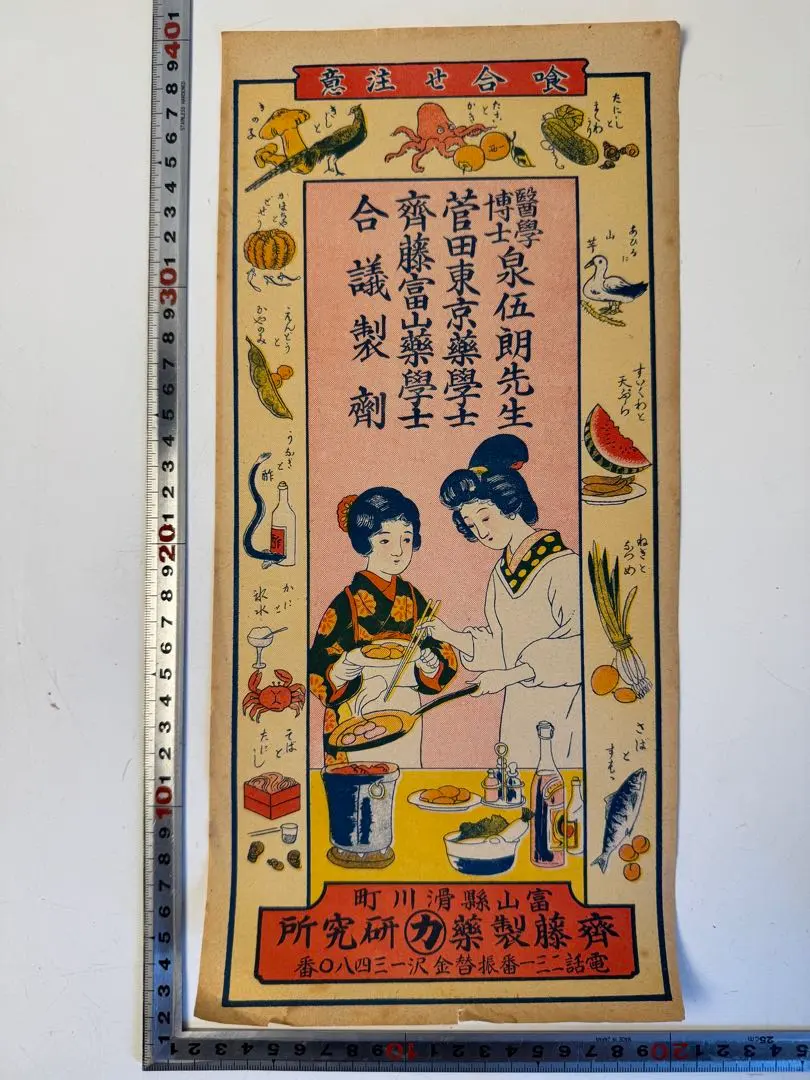 喰合せ注意
たにしと
まくわうり
たこと
かき
きじと
きのこ
あひるに
山
芋
すいくわと
天ぷら
ねぎと
なつめ
さばと
すもゝ
かぼちやと
どぜう
えんどうと
かやのみ
うなぎと
酢
酢
かにと
氷水
そばと
たにし
醫學博士泉伍朗先生
菅田東京藥學士
齊藤富山藥學士
合議製劑
富山縣滑川町
齊藤製藥㋕研究所
電話二三一番振替金沢一三四八〇番